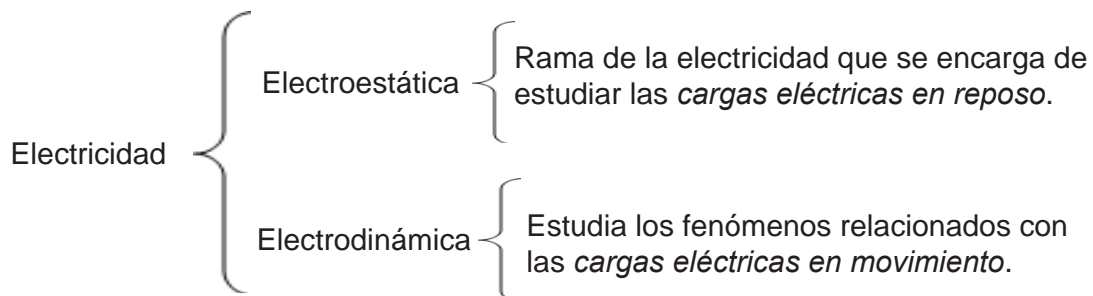 Electricidad
Electroestática
Rama de la electricidad que se encarga de
estudiar las cargas eléctricas en reposo.
Electrodinámica
Estudia los fenómenos relacionados con
las cargas eléctricas en movimiento.